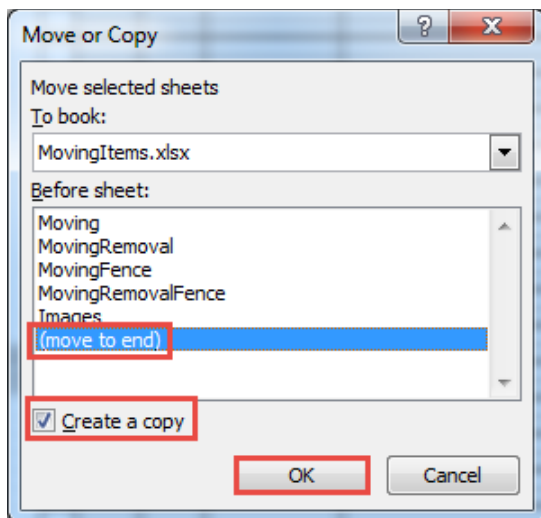 Move or Copy
Move selected sheets
To book:
MovingItems.xlsx
Before sheet:
Moving
MovingRemoval
MovingFence
MovingRemovalFence
Images
(move to end)
Create a copy
OK Cancel